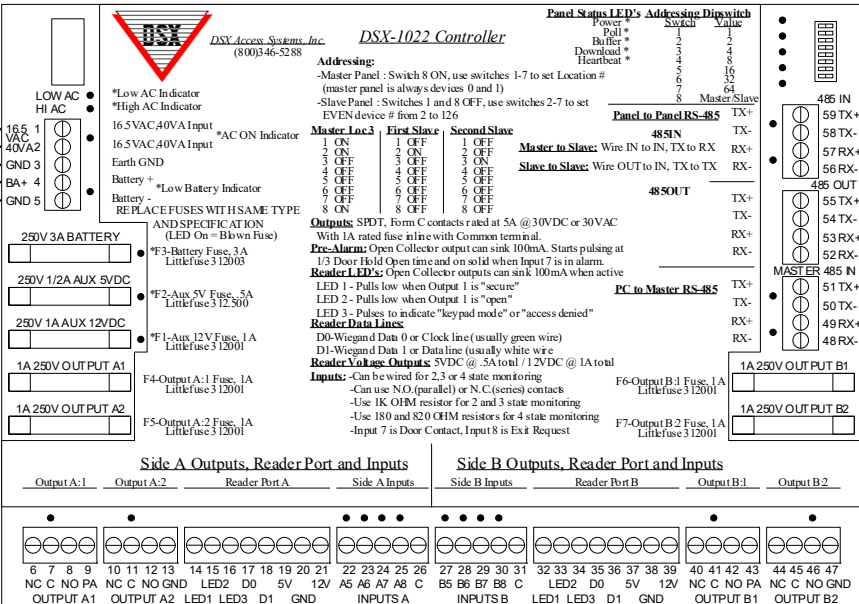 DSX
DSX Access Systems, Inc.
(800)346-5288
DSX-1022 Controller
Panel Status LED's
Power *
Poll *
Buffer *
Download *
Heartbeat *
Addressing Dipswitch
Switch Value
1 1
2 2
3 4
4 8
5 16
6 32
7 64
8 Master/Slave
LOW AC
HI AC
16.5 1
VAC
40VA 2
GND 3
BA+ 4
GND 5
*Low AC Indicator
*High AC Indicator
16.5 VAC,40VA Input
*AC ON Indicator
16.5 VAC,40VA Input
Earth GND
Battery +
*Low Battery Indicator
Battery -
REPLACE FUSES WITH SAME TYPE
AND SPECIFICATION
(LED On = Blown Fuse)
250V 3A BATTERY
*F3-Battery Fuse, 3A
Littlefuse 312003
250V 1/2A AUX 5VDC
*F2-Aux 5V Fuse, .5A
Littlefuse 312.500
250V 1A AUX 12VDC
*F1-Aux 12V Fuse, 1A
Littlefuse 312001
1A 250V OUTPUT A1
F4-Output A:1 Fuse, 1A
Littlefuse 312001
1A 250V OUTPUT A2
F5-Output A:2 Fuse, 1A
Littlefuse 312001
Addressing:
-Master Panel : Switch 8 ON, use switches 1-7 to set Location #
(master panel is always devices 0 and 1)
-Slave Panel : Switches 1 and 8 OFF, use switches 2-7 to set
EVEN device # from 2 to 126
Master Loc 3 First Slave Second Slave
1 ON 1 OFF 1 OFF
2 ON 2 ON 2 OFF
3 OFF 3 OFF 3 ON
4 OFF 4 OFF 4 OFF
5 OFF 5 OFF 5 OFF
6 OFF 6 OFF 6 OFF
7 OFF 7 OFF 7 OFF
8 ON 8 OFF 8 OFF
Outputs: SPDT, Form C contacts rated at 5A @ 30VDC or 30VAC
With 1A rated fuse inline with Common terminal.
Pre-Alarm: Open Collector output can sink 100mA. Starts pulsing at
1/3 Door Hold Open time and on solid when Input 7 is in alarm.
Reader LED's: Open Collector outputs can sink 100mA when active
LED 1 - Pulls low when Output 1 is "secure"
LED 2 - Pulls low when Output 1 is "open"
LED 3 - Pulses to indicate "keypad mode" or "access denied"
Reader Data Lines:
D0-Wiegand Data 0 or Clock line (usually green wire)
D1-Wiegand Data 1 or Data line (usually white wire
Reader Voltage Outputs: 5VDC @ .5A total / 12VDC @ 1A total
Inputs: -Can be wired for 2,3 or 4 state monitoring
-Can use N.O.(parallel) or N.C.(series) contacts
-Use 1K OHM resistor for 2 and 3 state monitoring
-Use 180 and 820 OHM resistors for 4 state monitoring
-Input 7 is Door Contact, Input 8 is Exit Request
Panel to Panel RS-485
485IN
Master to Slave: Wire IN to IN, TX to RX
Slave to Slave: Wire OUT to IN, TX to TX
485OUT
PC to Master RS-485
TX+
TX-
RX+
RX-
TX+
TX-
RX+
RX-
TX+
TX-
RX+
RX-
485 IN
59 TX+
58 TX-
57 RX+
56 RX-
485 OUT
55 TX+
54 TX-
53 RX+
52 RX-
MASTER 485 IN
51 TX+
50 TX-
49 RX+
48 RX-
1A 250V OUTPUT B1
F6-Output B:1 Fuse, 1A
Littlefuse 312001
1A 250V OUTPUT B2
F7-Output B:2 Fuse, 1A
Littlefuse 312001
Side A Outputs, Reader Port and Inputs
Side B Outputs, Reader Port and Inputs
Output A:1 Output A:2 Reader Port A Side A Inputs Side B Inputs Reader Port B Output B:1 Output B:2
6 7 8 9 10 11 12 13 14 15 16 17 18 19 20 21 22 23 24 25 26 27 28 29 30 31 32 33 34 35 36 37 38 39 40 41 42 43 44 45 46 47
NC C NO PA NC C NO GND LED2 D0 5V 12V A5 A6 A7 A8 C B5 B6 B7 B8 C LED2 D0 5V 12V NC C NO PA NC C NO GND
OUTPUT A1 OUTPUT A2 LED1 LED3 D1 GND INPUTS A INPUTS B LED1 LED3 D1 GND OUTPUT B1 OUTPUT B2